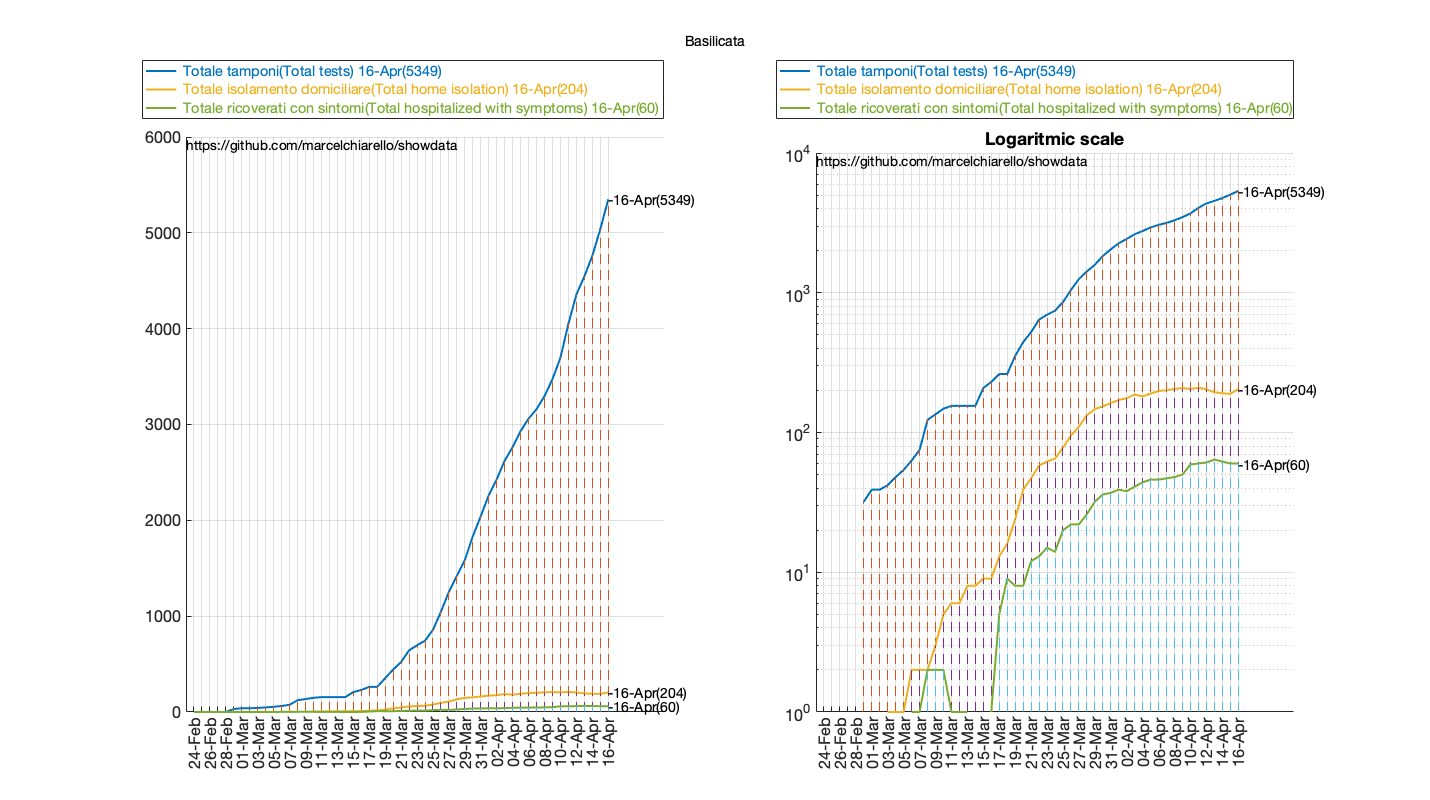 Basilicata
Totale tamponi(Total tests) 16-Apr(5349)
Totale isolamento domiciliare(Total home isolation) 16-Apr(204)
Totale ricoverati con sintomi(Total hospitalized with symptoms) 16-Apr(60)
6000
https://github.com/marcelchiarello/showdata
16-Apr(5349)
5000
4000
3000
2000
1000
16-Apr(204)
0
16-Apr(60)
24-Feb
26-Feb
28-Feb
01-Mar
03-Mar
05-Mar
07-Mar
09-Mar
11-Mar
13-Mar
15-Mar
17-Mar
19-Mar
21-Mar
23-Mar
25-Mar
27-Mar
29-Mar
31-Mar
02-Apr
04-Apr
06-Apr
08-Apr
10-Apr
12-Apr
14-Apr
16-Apr
Totale tamponi(Total tests) 16-Apr(5349)
Totale isolamento domiciliare(Total home isolation) 16-Apr(204)
Totale ricoverati con sintomi(Total hospitalized with symptoms) 16-Apr(60)
Logaritmic scale
10^4
https://github.com/marcelchiarello/showdata
16-Apr(5349)
10^3
16-Apr(204)
10^2
16-Apr(60)
10^1
10^0
24-Feb
26-Feb
28-Feb
01-Mar
03-Mar
05-Mar
07-Mar
09-Mar
11-Mar
13-Mar
15-Mar
17-Mar
19-Mar
21-Mar
23-Mar
25-Mar
27-Mar
29-Mar
31-Mar
02-Apr
04-Apr
06-Apr
08-Apr
10-Apr
12-Apr
14-Apr
16-Apr